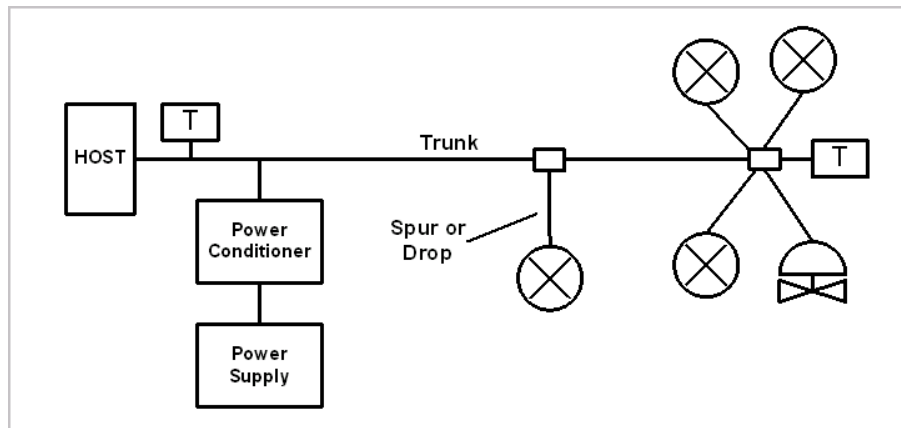 T
HOST
Trunk
T
Power
Conditioner
Spur or
Drop
Power
Supply